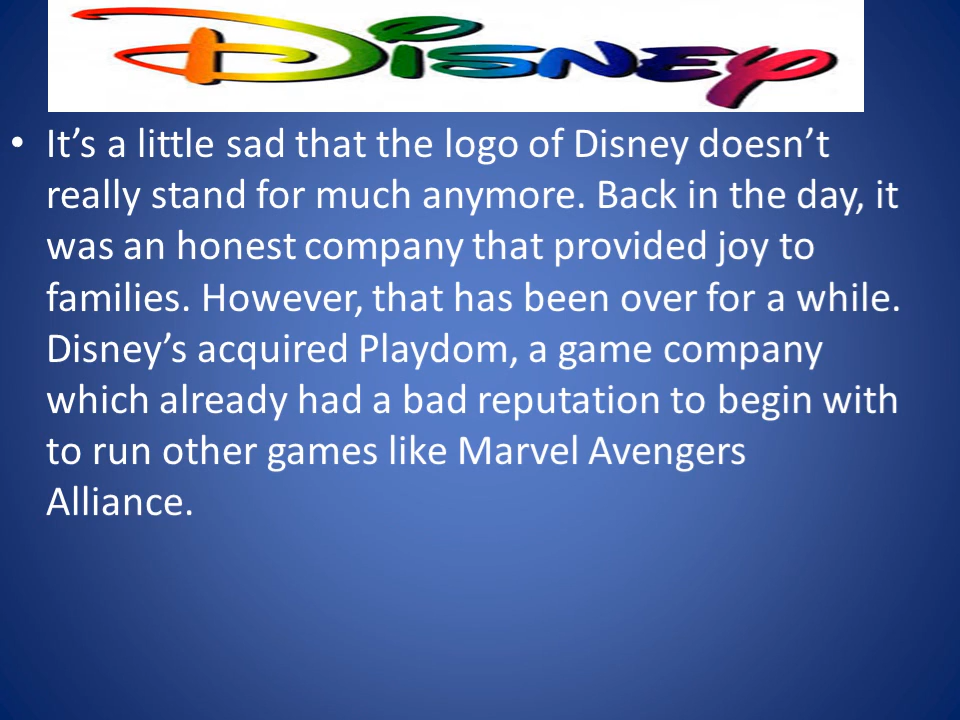 Disney
• It’s a little sad that the logo of Disney doesn’t
really stand for much anymore. Back in the day, it
was an honest company that provided joy to
families. However, that has been over for a while.
Disney’s acquired Playdom, a game company
which already had a bad reputation to begin with
to run other games like Marvel Avengers
Alliance.